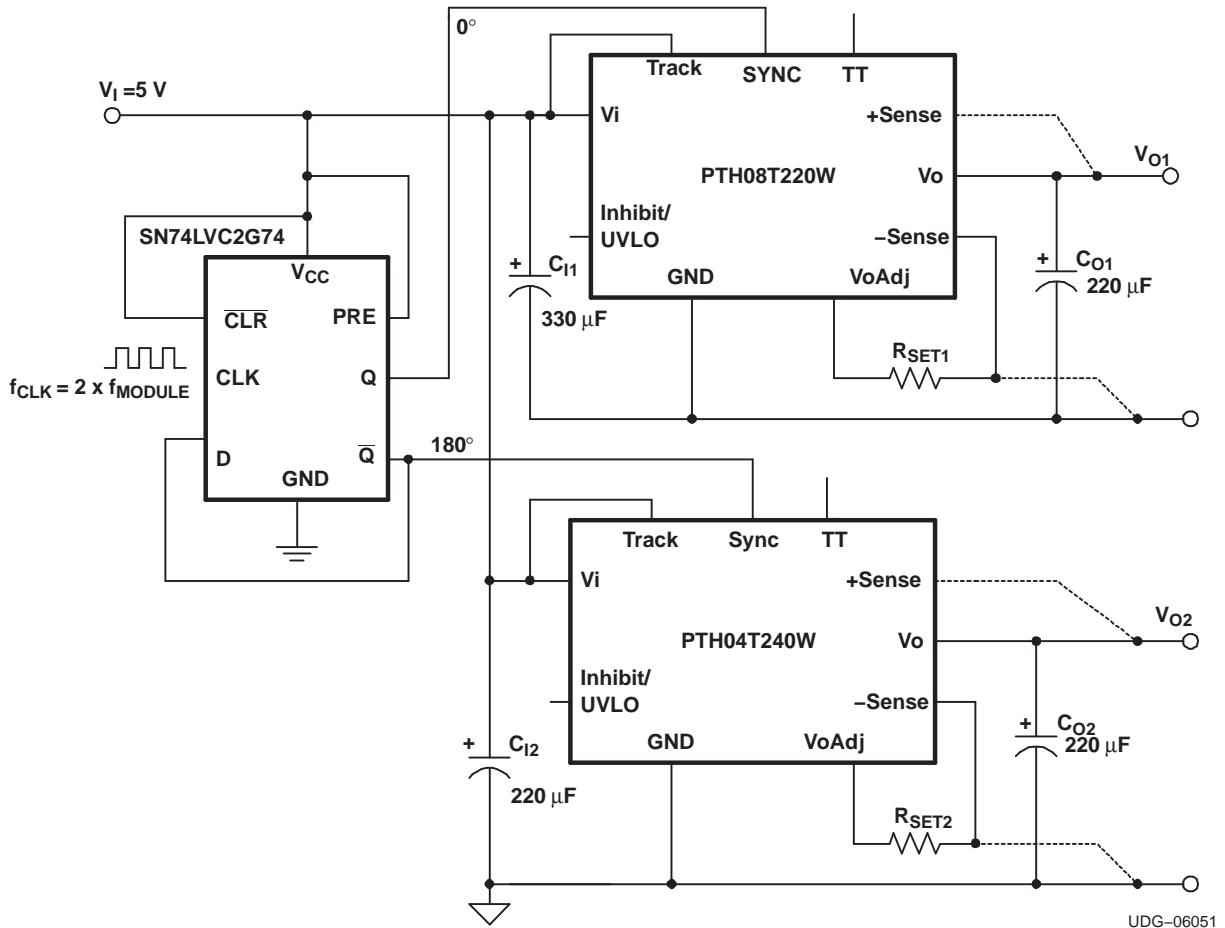 0°
V_I =5 V
Track
SYNC
TT
Vi
+Sense
PTH08T220W
Vo
V_O1
Inhibit/
UVLO
–Sense
GND
VoAdj
C_I1
330 μF
C_O1
220 μF
R_SET1
SN74LVC2G74
V_CC
C̅L̅R̅
PRE
CLK
Q
f_CLK = 2 x f_MODULE
D
Q̅
GND
180°
Track
Sync
TT
Vi
+Sense
PTH04T240W
Vo
V_O2
Inhibit/
UVLO
–Sense
GND
VoAdj
C_I2
220 μF
C_O2
220 μF
R_SET2
UDG–06051